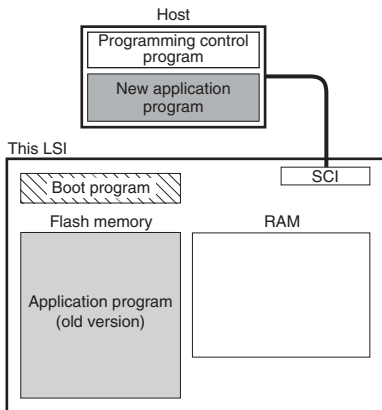 Host
Programming control
program
New application
program
This LSI
SCI
Boot program
Flash memory
RAM
Application program
(old version)